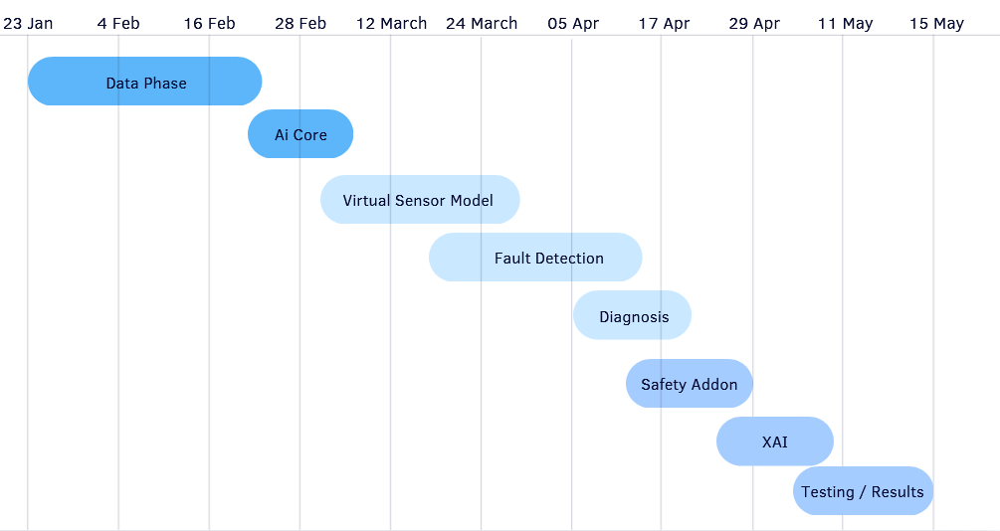 23 Jan 4 Feb 16 Feb 28 Feb 12 March 24 March 05 Apr 17 Apr 29 Apr 11 May 15 May
Data Phase
Ai Core
Virtual Sensor Model
Fault Detection
Diagnosis
Safety Addon
XAI
Testing / Results